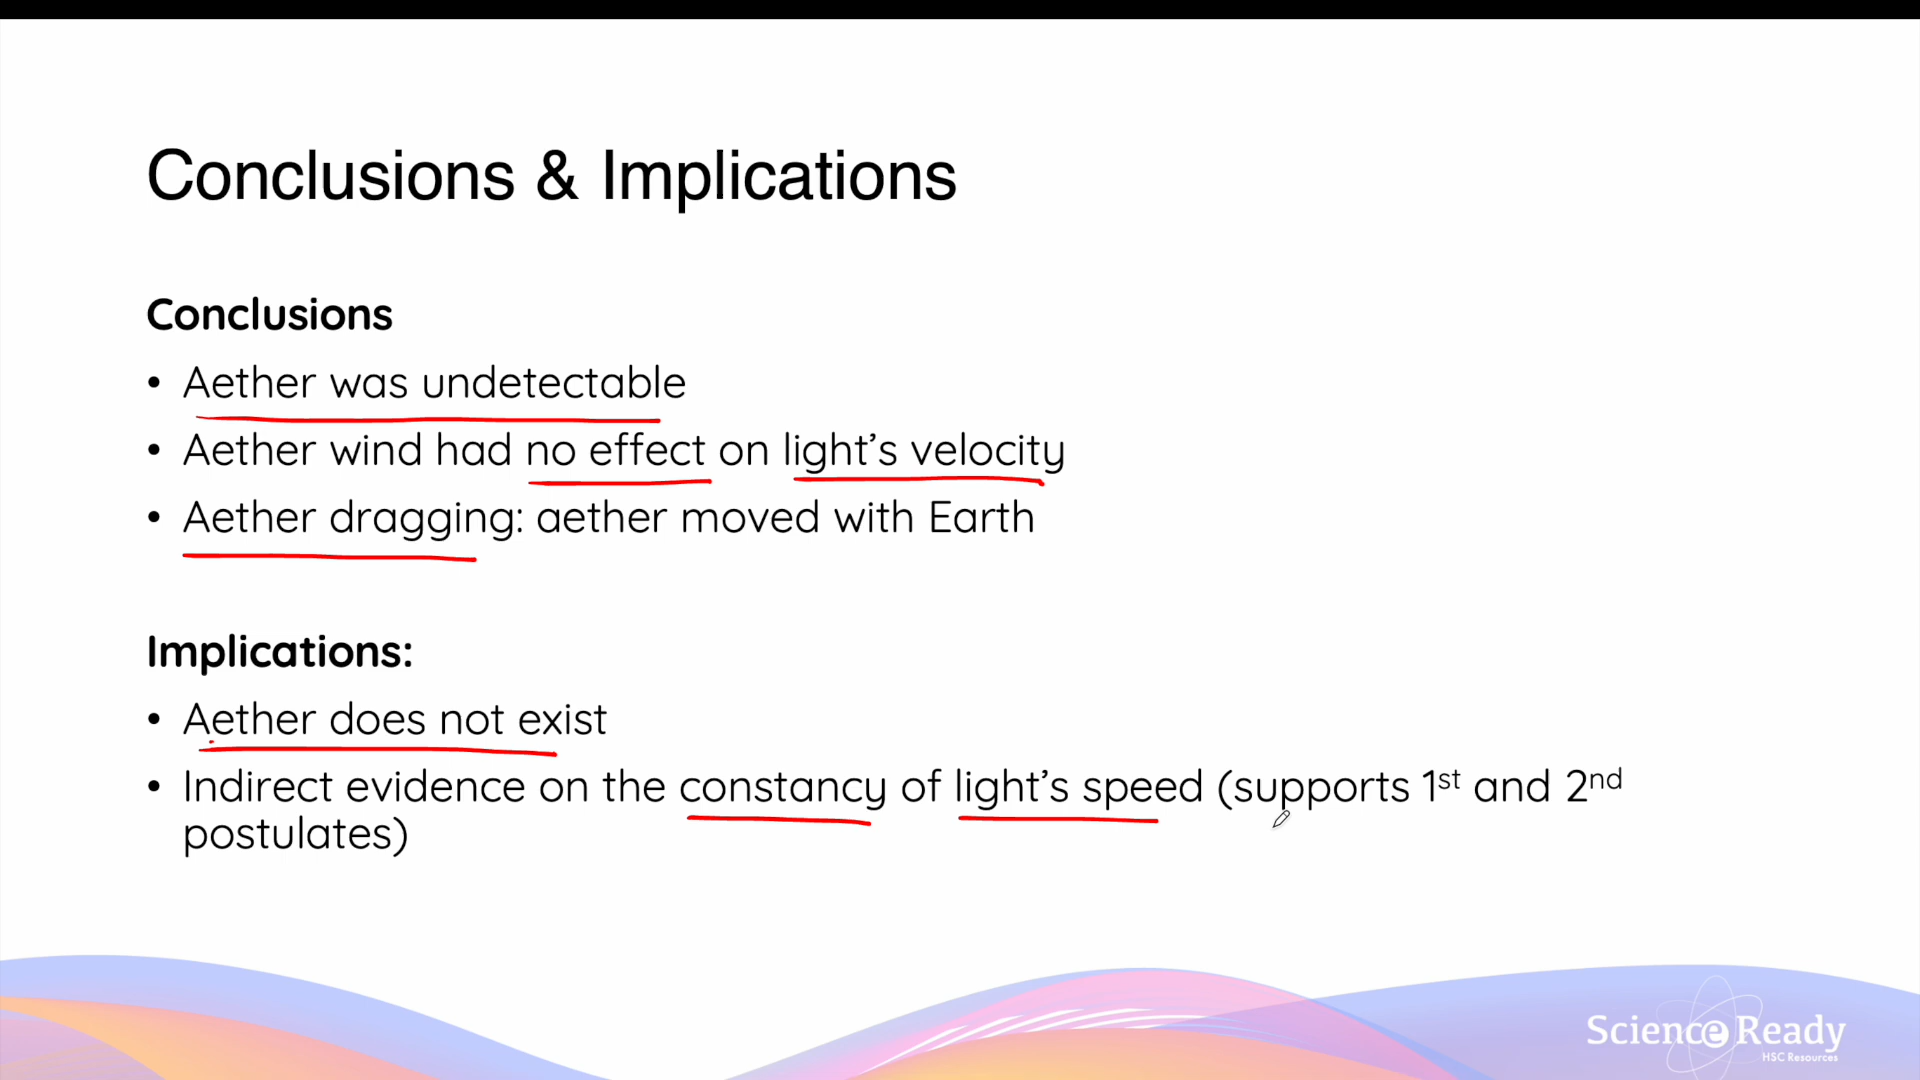 Conclusions & Implications
Conclusions
• Aether was undetectable
• Aether wind had no effect on light’s velocity
• Aether dragging: aether moved with Earth
Implications:
• Aether does not exist
• Indirect evidence on the constancy of light’s speed (supports 1st and 2nd
postulates)
Science Ready
HSC Resources